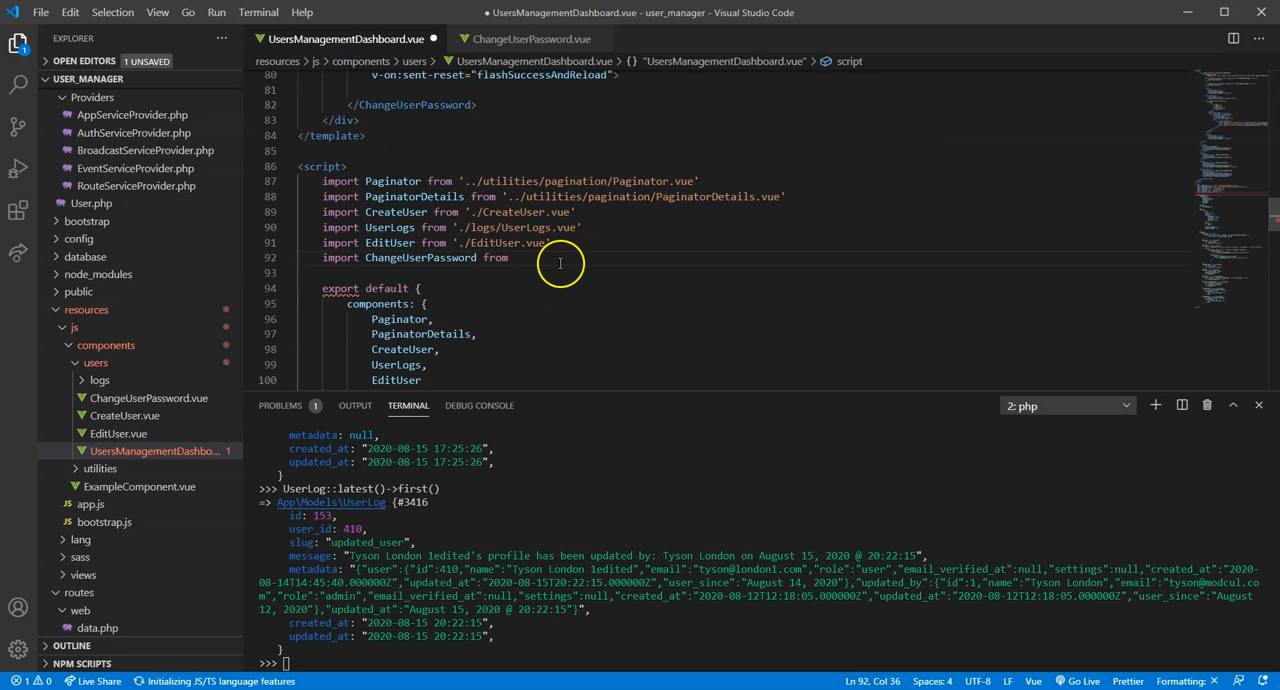 File Edit Selection View Go Run Terminal Help
● UsersManagementDashboard.vue - user_manager - Visual Studio Code
EXPLORER
UsersManagementDashboard.vue ●
ChangeUserPassword.vue
OPEN EDITORS 1 UNSAVED
resources > js > components > users > UsersManagementDashboard.vue > {} "UsersManagementDashboard.vue" > script
USER_MANAGER
Providers
AppServiceProvider.php
AuthServiceProvider.php
BroadcastServiceProvider.php
EventServiceProvider.php
RouteServiceProvider.php
User.php
bootstrap
config
database
node_modules
public
resources
js
components
users
logs
ChangeUserPassword.vue
CreateUser.vue
EditUser.vue
UsersManagementDashbo... 1
utilities
ExampleComponent.vue
JS app.js
JS bootstrap.js
lang
sass
views
routes
web
data.php
OUTLINE
NPM SCRIPTS
1
80 v-on:sent-reset="flashSuccessAndReload">
81
82 </ChangeUserPassword>
83 </div>
84 </template>
85
86 <script>
87 import Paginator from '../utilities/pagination/Paginator.vue'
88 import PaginatorDetails from '../utilities/pagination/PaginatorDetails.vue'
89 import CreateUser from './CreateUser.vue'
90 import UserLogs from './logs/UserLogs.vue'
91 import EditUser from './EditUser.vue'
92 import ChangeUserPassword from
93
94 export default {
95 components: {
96 Paginator,
97 PaginatorDetails,
98 CreateUser,
99 UserLogs,
100 EditUser
PROBLEMS 1 OUTPUT TERMINAL DEBUG CONSOLE
2: php
metadata: null,
created_at: "2020-08-15 17:25:26",
updated_at: "2020-08-15 17:25:26",
}
>>> UserLog::latest()->first()
=> App\Models\UserLog {#3416
id: 153,
user_id: 410,
slug: "updated_user",
message: "Tyson London 1edited's profile has been updated by: Tyson London on August 15, 2020 @ 20:22:15",
metadata: "{"user":{"id":410,"name":"Tyson London 1edited","email":"tyson@london1.com","role":"user","email_verified_at":null,"settings":null,"created_at":"2020-
08-14T14:45:40.000000Z","updated_at":"2020-08-15T20:22:15.000000Z","user_since":"August 14, 2020"},"updated_by":{"id":1,"name":"Tyson London","email":"tyson@modcul.co
m","role":"admin","email_verified_at":null,"settings":null,"created_at":"2020-08-12T12:18:05.000000Z","updated_at":"2020-08-12T12:18:05.000000Z","user_since":"August
12, 2020"},"updated_at":"August 15, 2020 @ 20:22:15"}",
created_at: "2020-08-15 20:22:15",
updated_at: "2020-08-15 20:22:15",
}
>>>
1 0 Live Share Initializing JS/TS language features
Ln 92, Col 36 Spaces: 4 UTF-8 LF Vue Go Live Prettier Formatting: ×